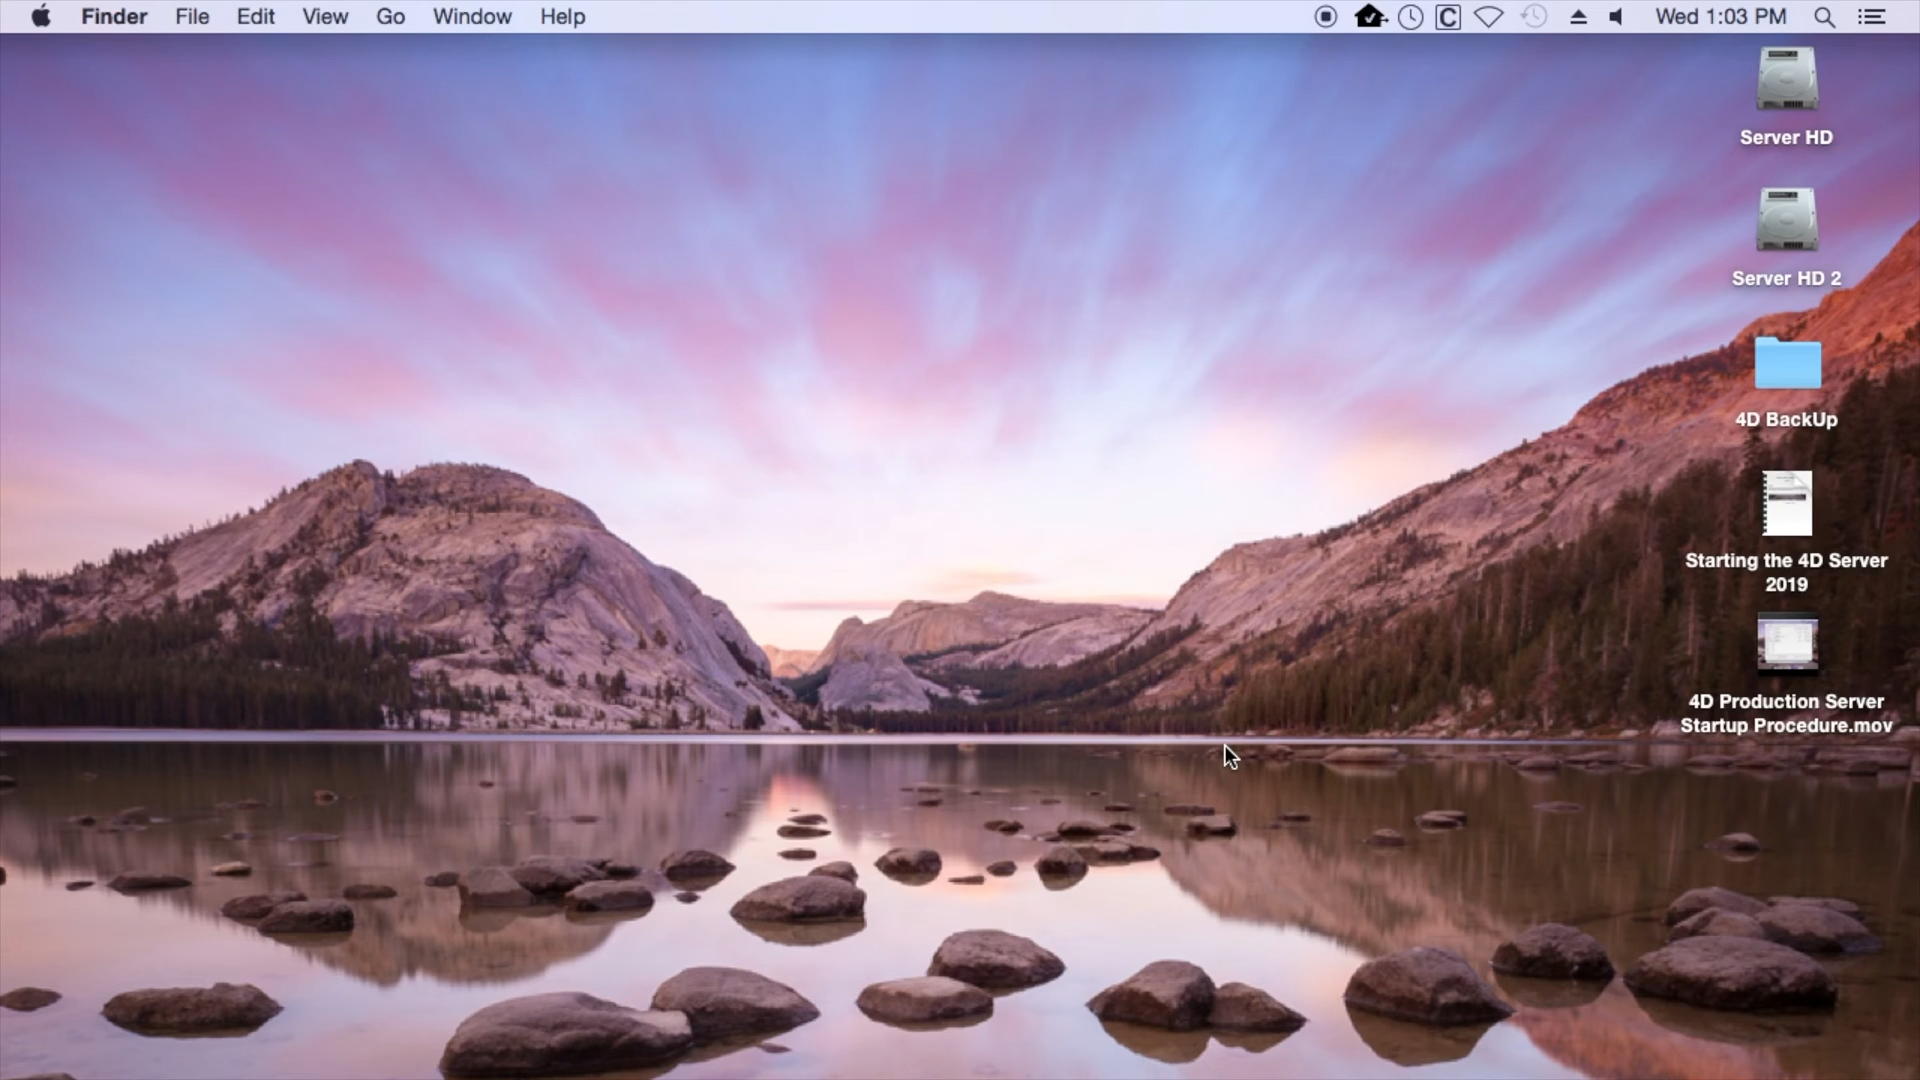 Finder File Edit View Go Window Help Wed 1:03 PM
Server HD
Server HD 2
4D BackUp
Starting the 4D Server
2019
4D Production Server
Startup Procedure.mov